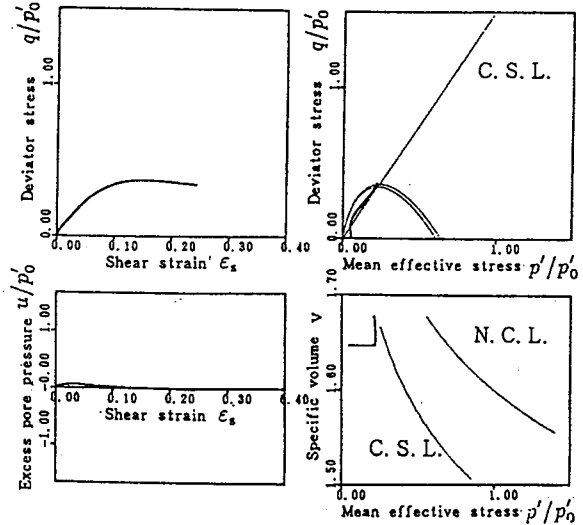 Deviator stress q/p'₀
1.00
0.00
0.00 0.10 0.20 0.30 0.40
Shear strain εs
Deviator stress q/p'₀
1.00
0.00
C. S. L.
0.00 1.00
Mean effective stress p'/p'₀
Excess pore pressure u/p'₀
1.00
-0.00
-1.00
0.00 0.10 0.20 0.30 0.40
Shear strain εs
Specific volume V
1.70
1.60
1.50
N. C. L.
C. S. L.
0.00 1.00
Mean effective stress p'/p'₀